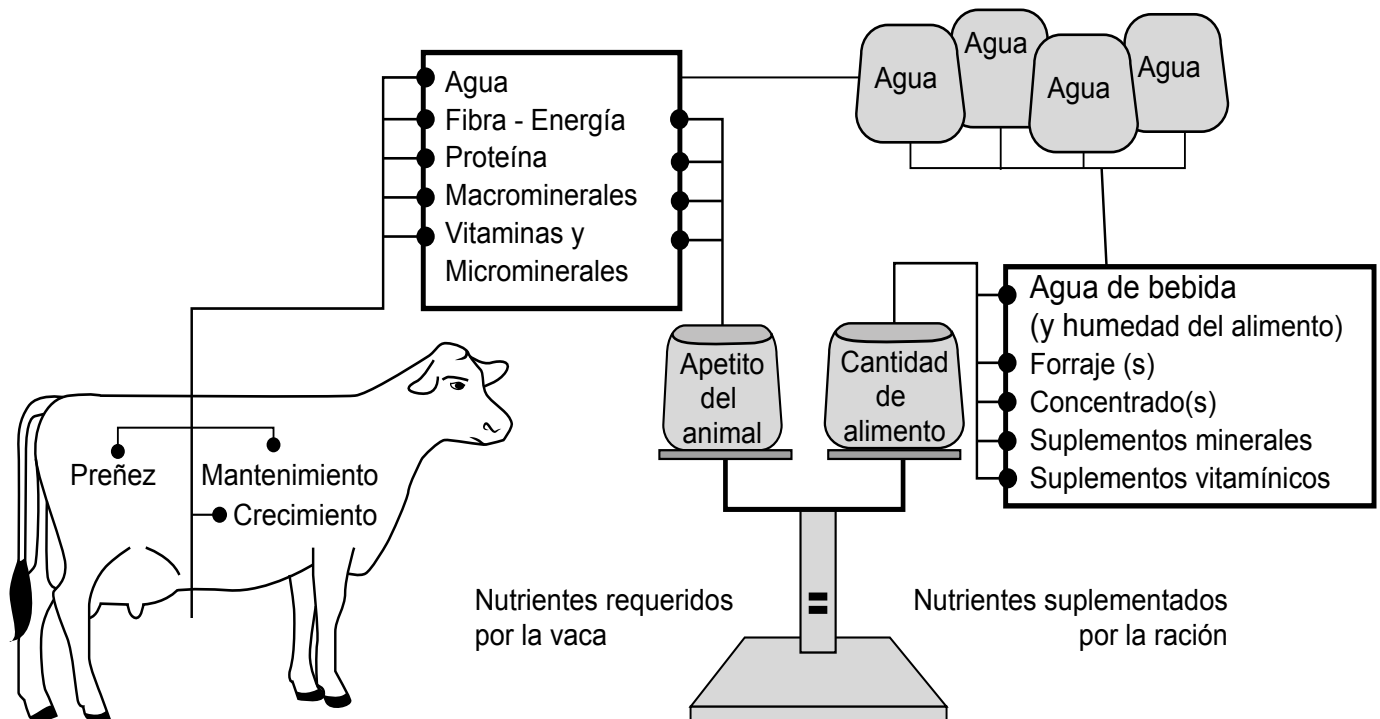 Agua
Fibra - Energía
Proteína
Macrominerales
Vitaminas y
Microminerales
Agua
Agua
Agua
Agua
Agua de bebida
(y humedad del alimento)
Forraje (s)
Concentrado(s)
Suplementos minerales
Suplementos vitamínicos
Apetito
del
animal
Cantidad
de
alimento
Preñez
Mantenimiento
Crecimiento
Nutrientes requeridos
por la vaca
=
Nutrientes suplementados
por la ración